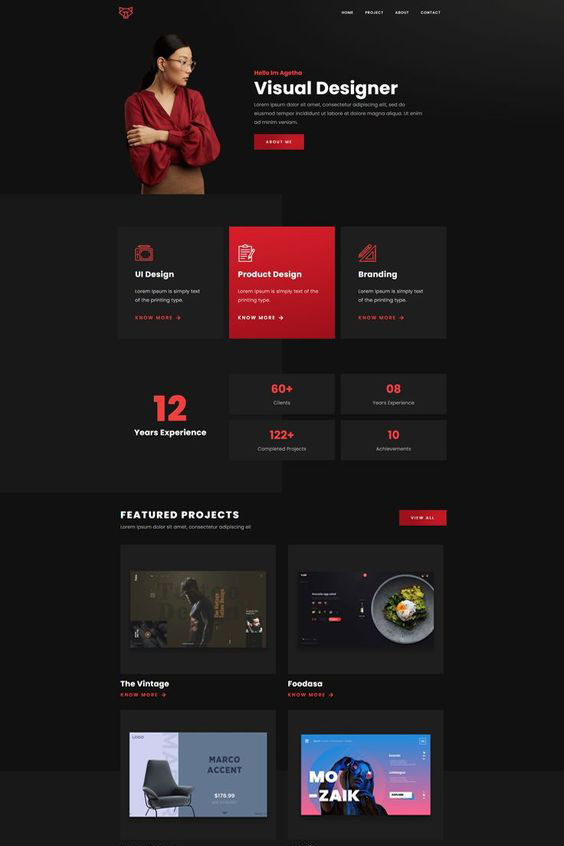 HOME PROJECT ABOUT CONTACT
Hello Im Agetha
Visual Designer
Lorem ipsum dolor sit amet, consectetur adipiscing elit, sed do
eiusmod tempor incididunt ut labore et dolore magna aliqua. Ut enim
ad minim veniam.
ABOUT ME
UI Design
Lorem Ipsum is simply text
of the printing type.
KNOW MORE →
Product Design
Lorem Ipsum is simply text of the
printing type.
KNOW MORE →
Branding
Lorem Ipsum is simply text
of the printing type.
KNOW MORE →
12
Years Experience
60+
Clients
08
Years Experience
122+
Completed Projects
10
Achievements
FEATURED PROJECTS
Lorem ipsum dolor sit amet, consectetur adipiscing elit
VIEW ALL
The Vintage
KNOW MORE →
Foodasa
KNOW MORE →
LOGO
MARCO
ACCENT
$178.99
MO
-ZAIK